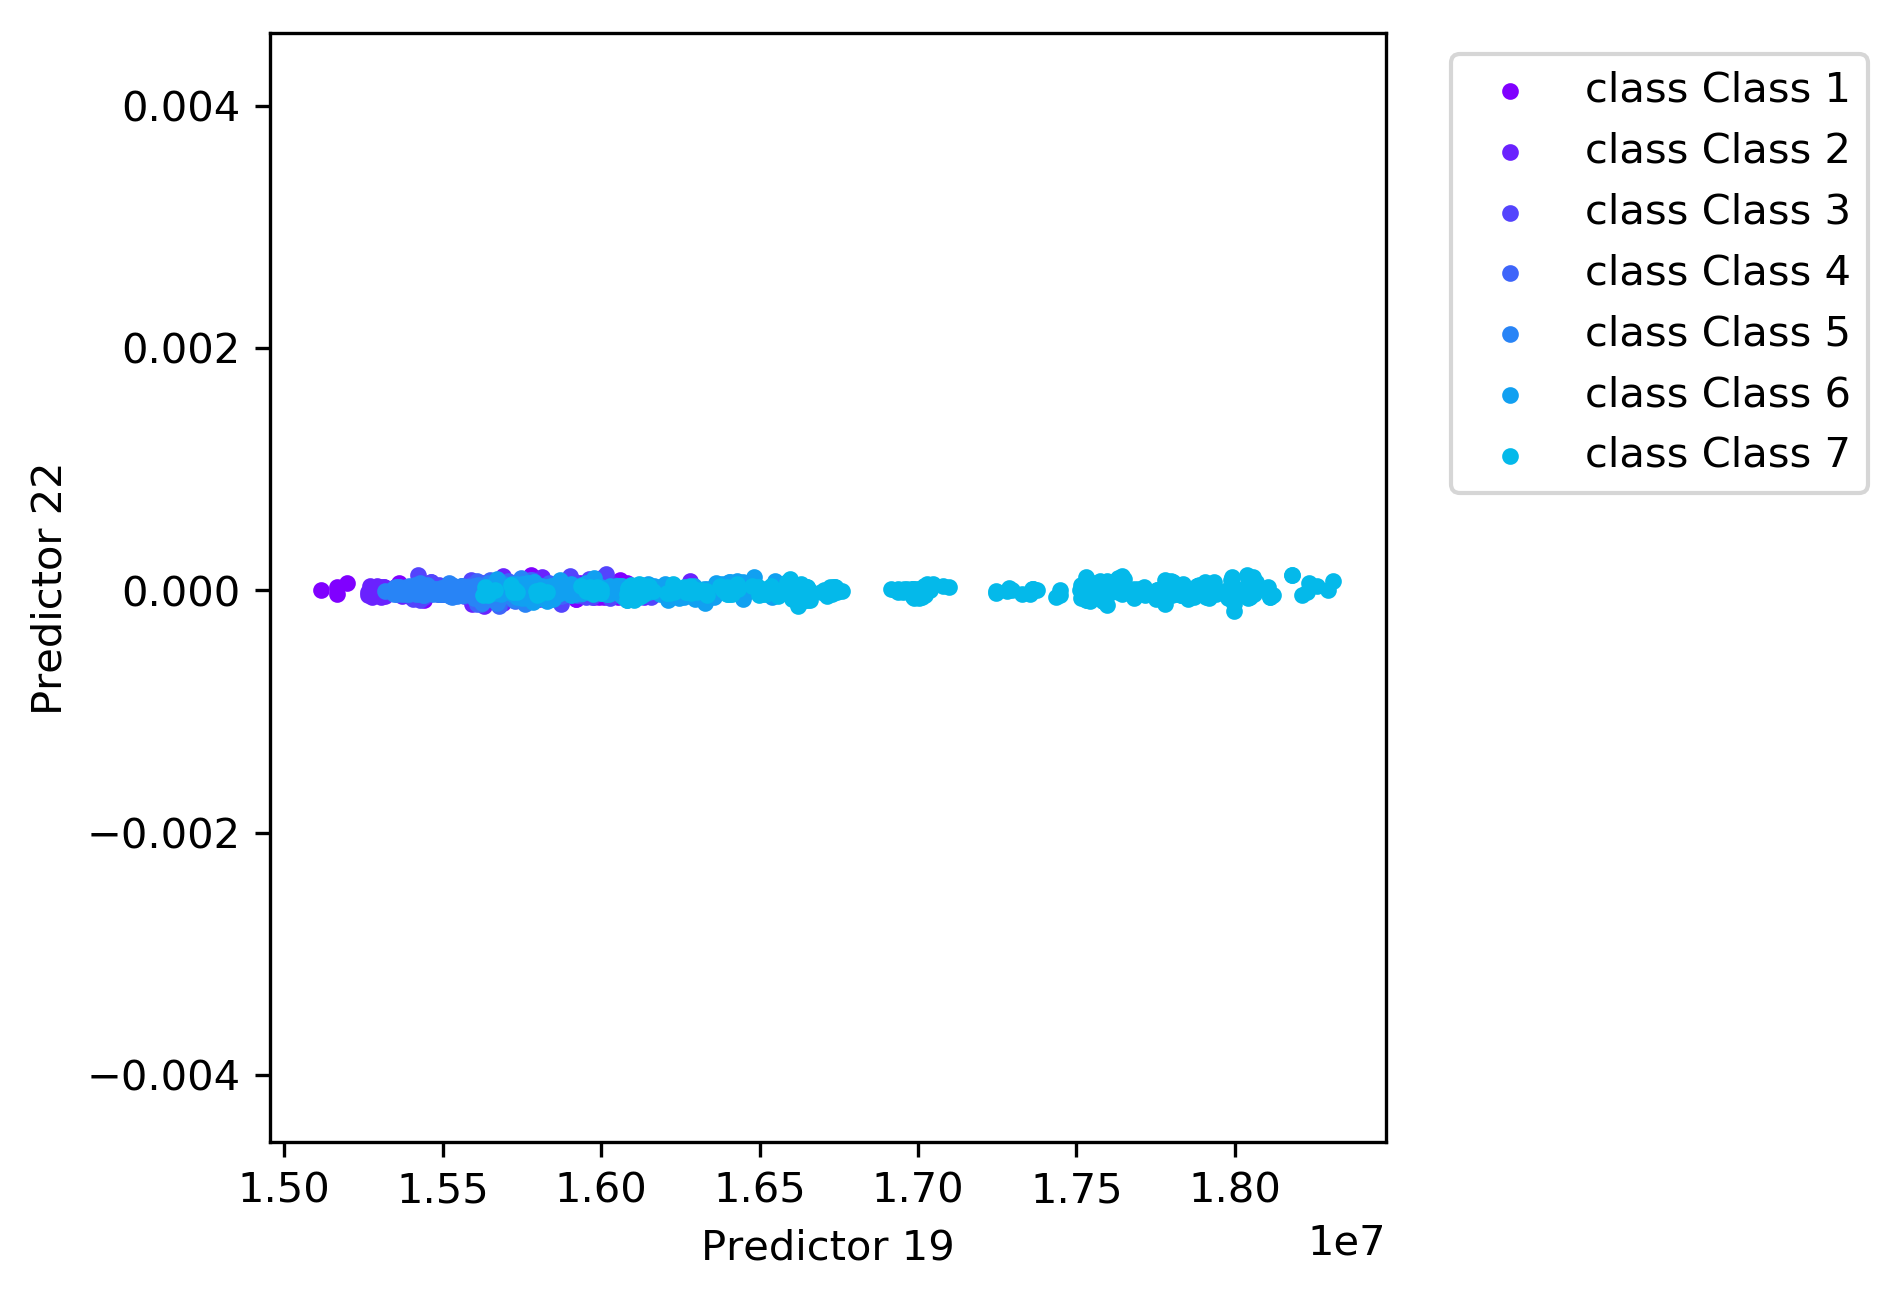 0.004
0.002
0.000
−0.002
−0.004
Predictor 22
1.50 1.55 1.60 1.65 1.70 1.75 1.80
1e7
Predictor 19
class Class 1
class Class 2
class Class 3
class Class 4
class Class 5
class Class 6
class Class 7